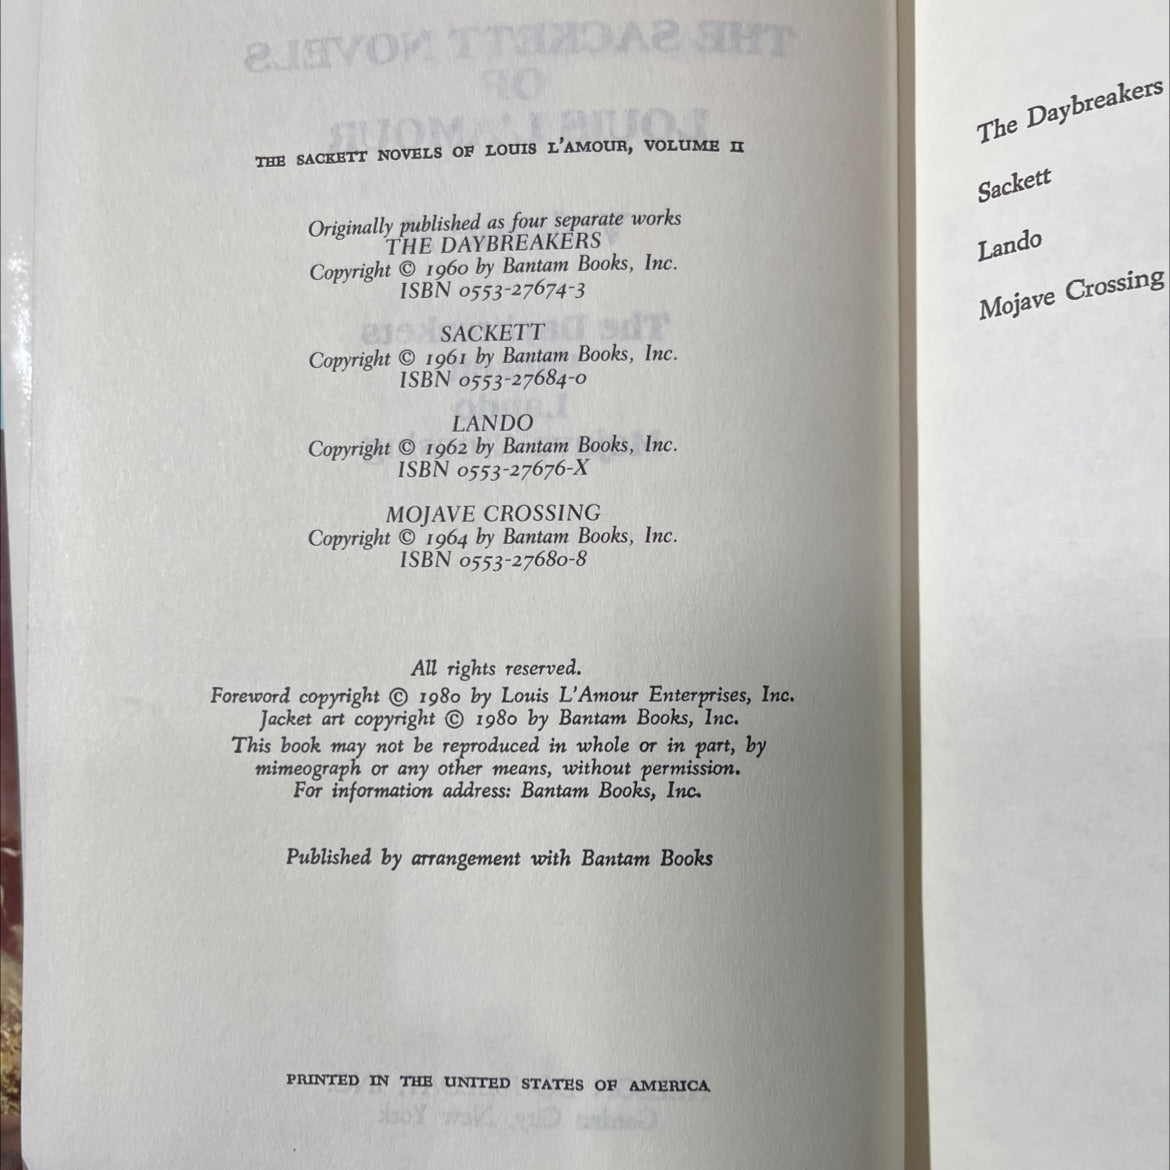 THE SACKETT NOVELS OF LOUIS L'AMOUR, VOLUME II
Originally published as four separate works
THE DAYBREAKERS
Copyright © 1960 by Bantam Books, Inc.
ISBN 0553-27674-3
SACKETT
Copyright © 1961 by Bantam Books, Inc.
ISBN 0553-27684-0
LANDO
Copyright © 1962 by Bantam Books, Inc.
ISBN 0553-27676-X
MOJAVE CROSSING
Copyright © 1964 by Bantam Books, Inc.
ISBN 0553-27680-8
All rights reserved.
Foreword copyright © 1980 by Louis L'Amour Enterprises, Inc.
Jacket art copyright © 1980 by Bantam Books, Inc.
This book may not be reproduced in whole or in part, by
mimeograph or any other means, without permission.
For information address: Bantam Books, Inc.
Published by arrangement with Bantam Books
PRINTED IN THE UNITED STATES OF AMERICA
The Daybreakers
Sackett
Lando
Mojave Crossing